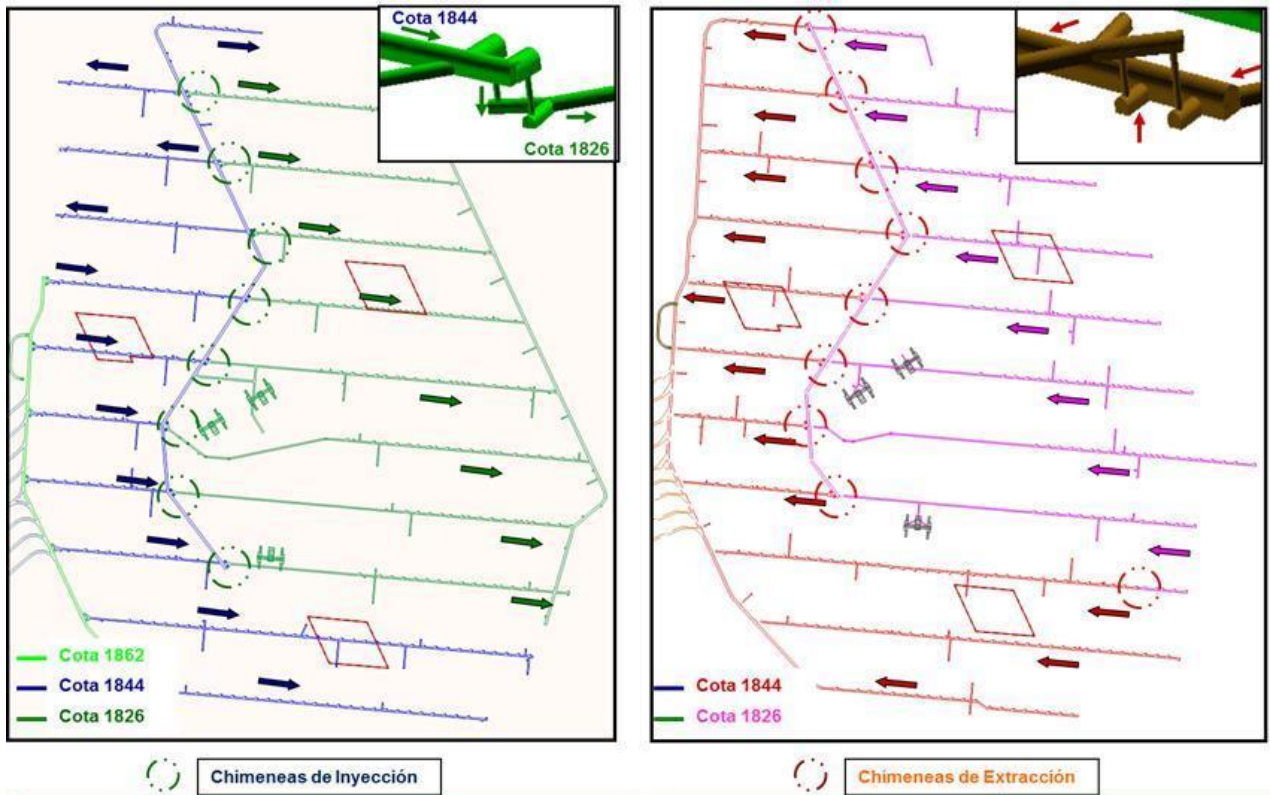 Cota 1844
Cota 1826
Cota 1862
Cota 1844
Cota 1826
Cota 1844
Cota 1826
Chimeneas de Inyección
Chimeneas de Extracción